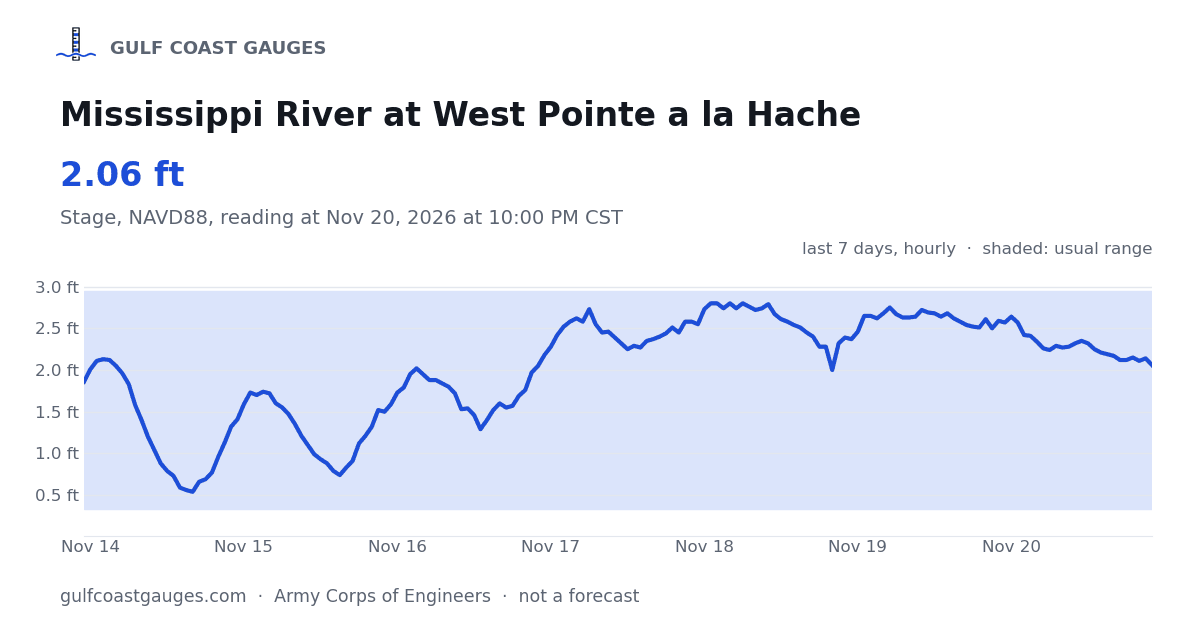 GULF COAST GAUGES
Mississippi River at West Pointe a la Hache
2.06 ft
Stage, NAVD88, reading at Nov 20, 2026 at 10:00 PM CST
last 7 days, hourly · shaded: usual range
3.0 ft
2.5 ft
2.0 ft
1.5 ft
1.0 ft
0.5 ft
Nov 14 Nov 15 Nov 16 Nov 17 Nov 18 Nov 19 Nov 20
gulfcoastgauges.com · Army Corps of Engineers · not a forecast